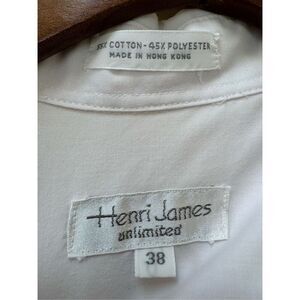 55% COTTON - 45% POLYESTER
MADE IN HONG KONG
Henri James
unlimited
38